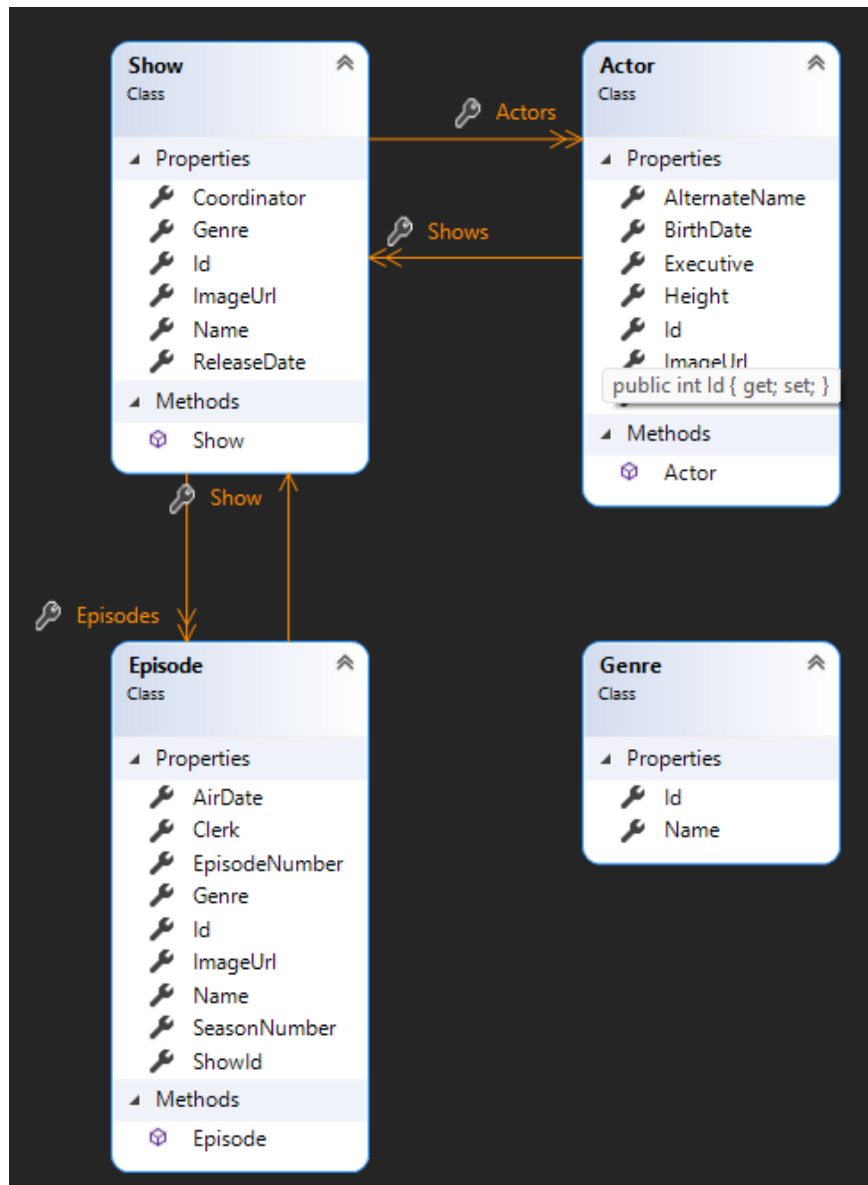 Show
Class
Properties
Coordinator
Genre
Id
ImageUrl
Name
ReleaseDate
Methods
Show
Actors
Shows
Actor
Class
Properties
AlternateName
BirthDate
Executive
Height
Id
ImageUrl
public int Id { get; set; }
Methods
Actor
Show
Episodes
Episode
Class
Properties
AirDate
Clerk
EpisodeNumber
Genre
Id
ImageUrl
Name
SeasonNumber
ShowId
Methods
Episode
Genre
Class
Properties
Id
Name